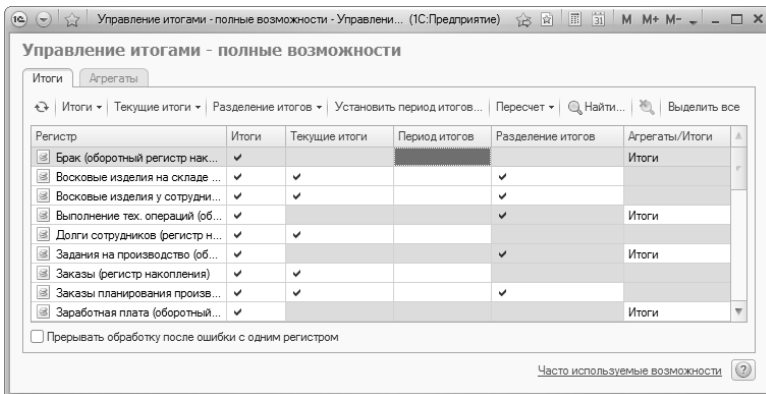 Управление итогами - полные возможности - Управлени... (1С:Предприятие) 31 M M+ M-
Управление итогами - полные возможности
Итоги Агрегаты
Итоги Текущие итоги Разделение итогов Установить период итогов... Пересчет Найти... Выделить все
Регистр Итоги Текущие итоги Период итогов Разделение итогов Агрегаты/Итоги
Брак (оборотный регистр нак... Итоги
Восковые изделия на складе ...
Восковые изделия у сотрудни...
Выполнение тех. операций (об... Итоги
Долги сотрудников (регистр н...
Задания на производство (об... Итоги
Заказы (регистр накопления)
Заказы планирования произв...
Заработная плата (оборотный... Итоги
Прерывать обработку после ошибки с одним регистром
Часто используемые возможности ?